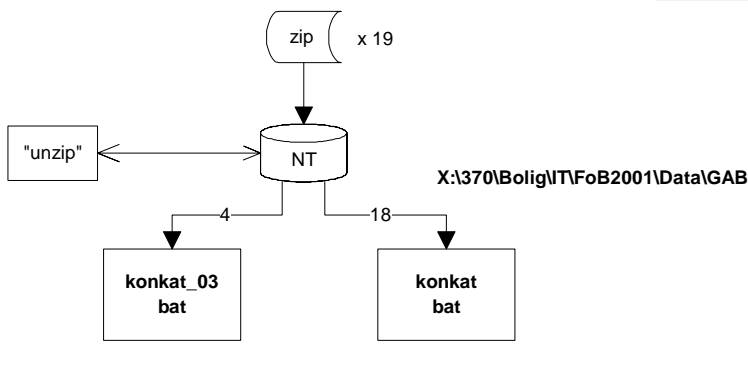 zip
x 19
"unzip"
NT
X:\370\Bolig\IT\FoB2001\Data\GAB
4
18
konkat_03
bat
konkat
bat